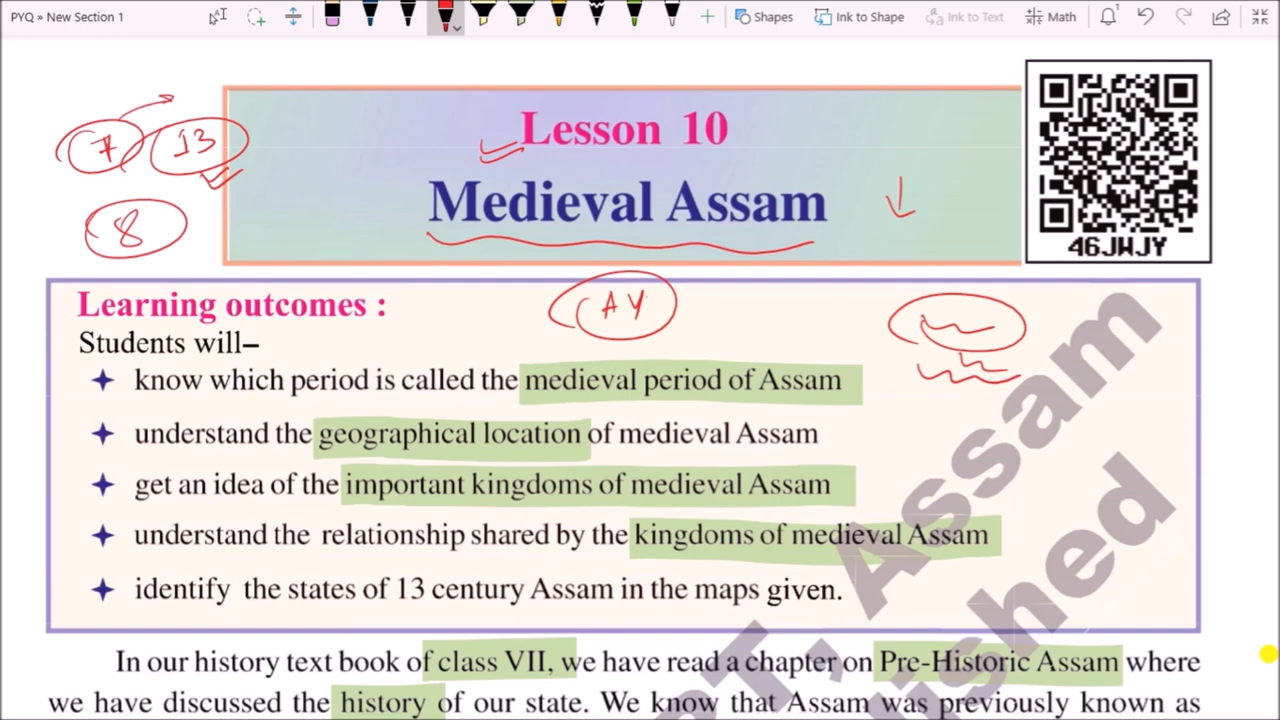 PYQ » New Section 1
Shapes
Ink to Shape
Ink to Text
Math
7 13
8
Lesson 10
Medieval Assam
46JWJY
Learning outcomes :
AY
Students will–
know which period is called the medieval period of Assam
understand the geographical location of medieval Assam
get an idea of the important kingdoms of medieval Assam
understand the relationship shared by the kingdoms of medieval Assam
identify the states of 13 century Assam in the maps given.
In our history text book of class VII, we have read a chapter on Pre-Historic Assam where
we have discussed the history of our state. We know that Assam was previously known as
Assam